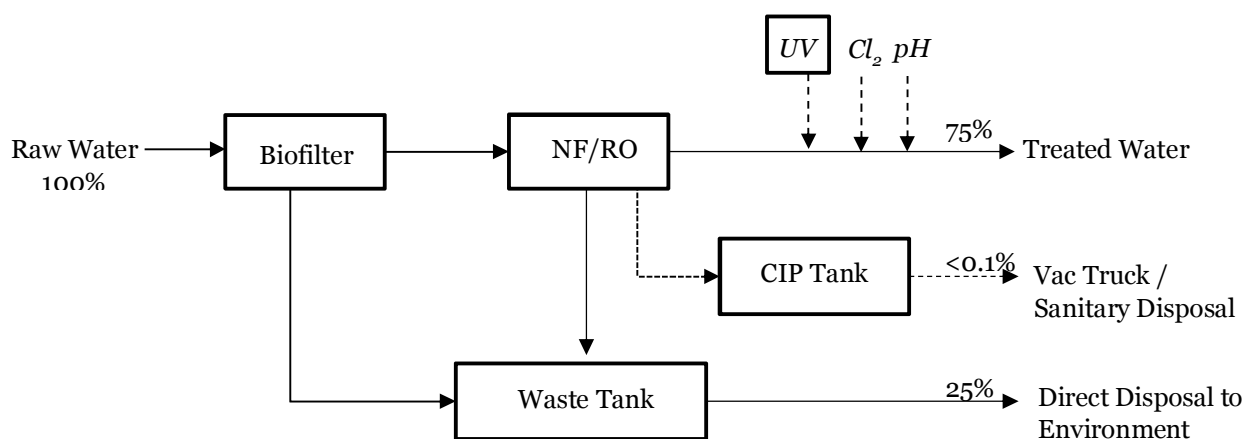 UV
Cl2 pH
Raw Water
100%
Biofilter
NF/RO
75%
Treated Water
CIP Tank
<0.1%
Vac Truck /
Sanitary Disposal
Waste Tank
25%
Direct Disposal to
Environment